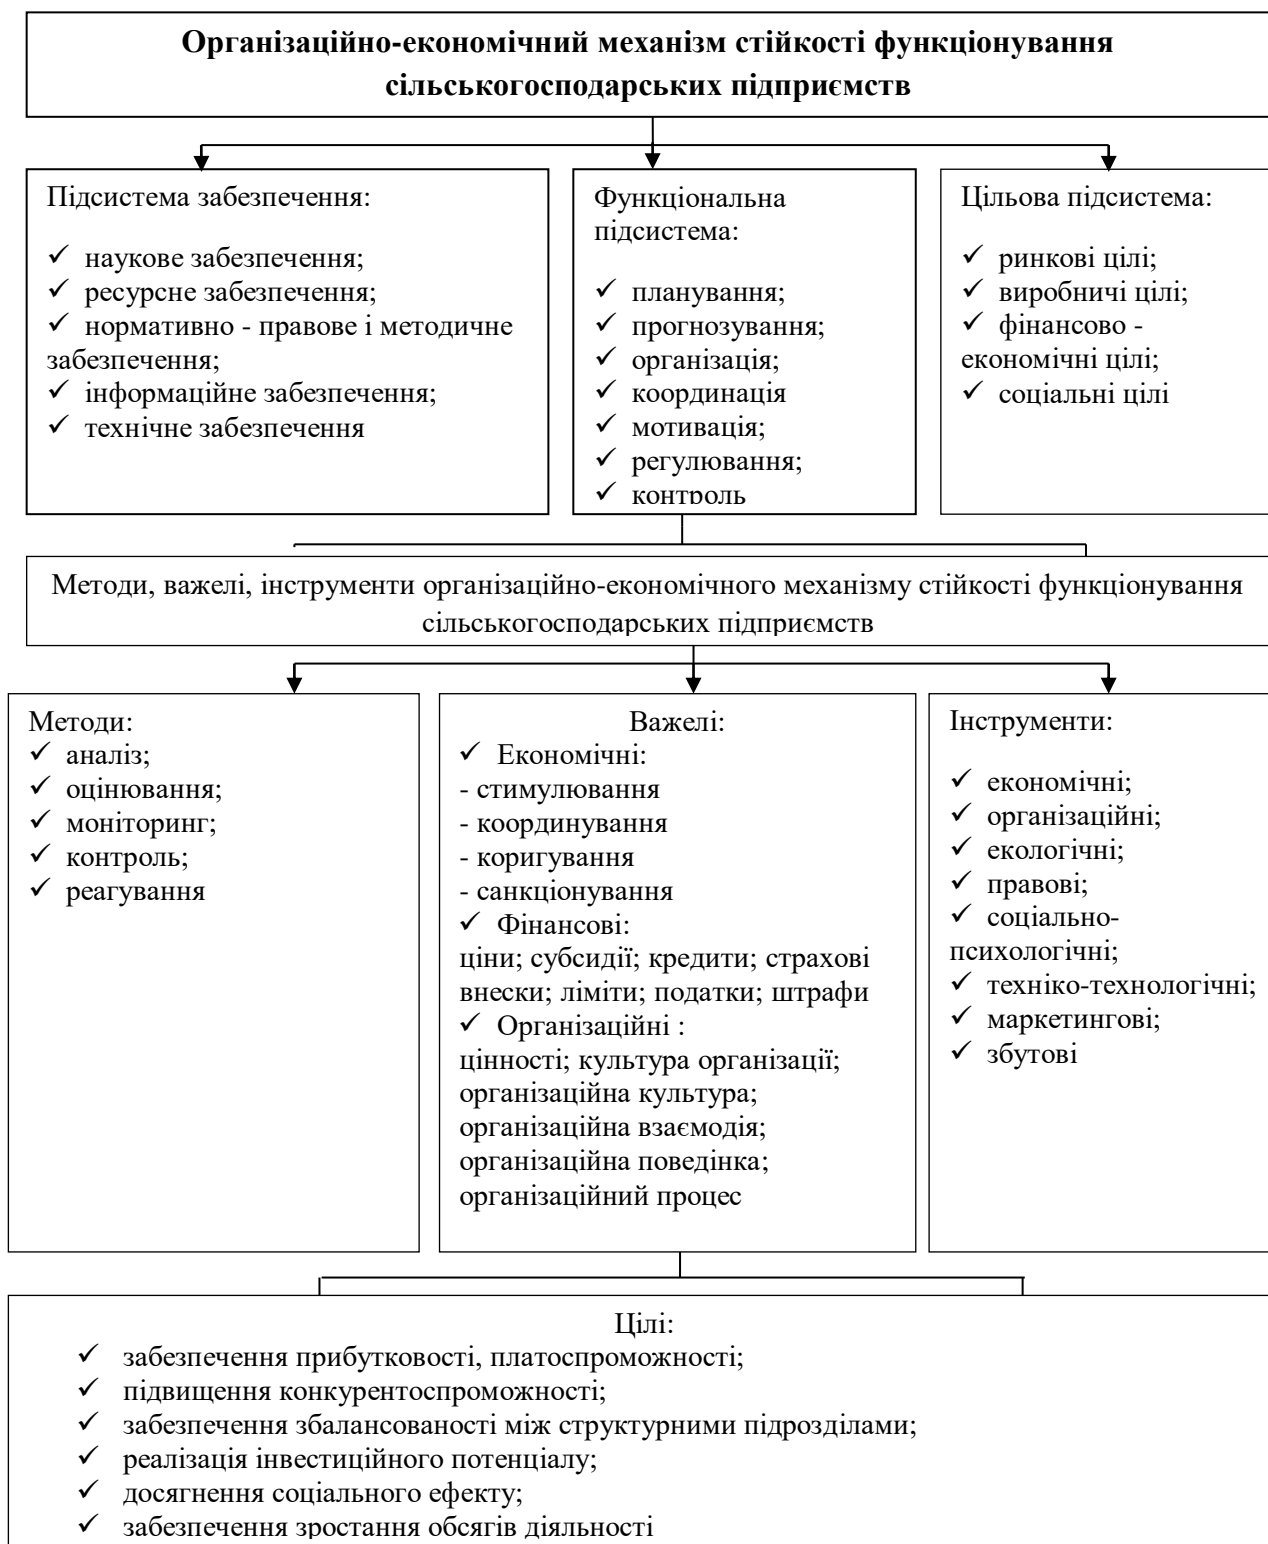 Організаційно-економічний механізм стійкості функціонування
сільськогосподарських підприємств
Підсистема забезпечення:
✓ наукове забезпечення;
✓ ресурсне забезпечення;
✓ нормативно - правове і методичне
забезпечення;
✓ інформаційне забезпечення;
✓ технічне забезпечення
Функціональна
підсистема:
✓ планування;
✓ прогнозування;
✓ організація;
✓ координація
✓ мотивація;
✓ регулювання;
✓ контроль
Цільова підсистема:
✓ ринкові цілі;
✓ виробничі цілі;
✓ фінансово -
економічні цілі;
✓ соціальні цілі
Методи, важелі, інструменти організаційно-економічного механізму стійкості функціонування
сільськогосподарських підприємств
Методи:
✓ аналіз;
✓ оцінювання;
✓ моніторинг;
✓ контроль;
✓ реагування
Важелі:
✓ Економічні:
- стимулювання
- координування
- коригування
- санкціонування
✓ Фінансові:
ціни; субсидії; кредити; страхові
внески; ліміти; податки; штрафи
✓ Організаційні :
цінності; культура організації;
організаційна культура;
організаційна взаємодія;
організаційна поведінка;
організаційний процес
Інструменти:
✓ економічні;
✓ організаційні;
✓ екологічні;
✓ правові;
✓ соціально-
психологічні;
✓ техніко-технологічні;
✓ маркетингові;
✓ збутові
Цілі:
✓ забезпечення прибутковості, платоспроможності;
✓ підвищення конкурентоспроможності;
✓ забезпечення збалансованості між структурними підрозділами;
✓ реалізація інвестиційного потенціалу;
✓ досягнення соціального ефекту;
✓ забезпечення зростання обсягів діяльності